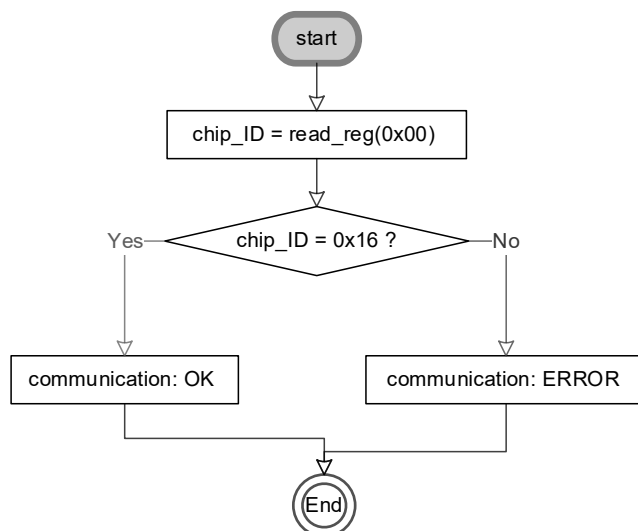 start
chip_ID = read_reg(0x00)
chip_ID = 0x16 ?
Yes
No
communication: OK
communication: ERROR
End